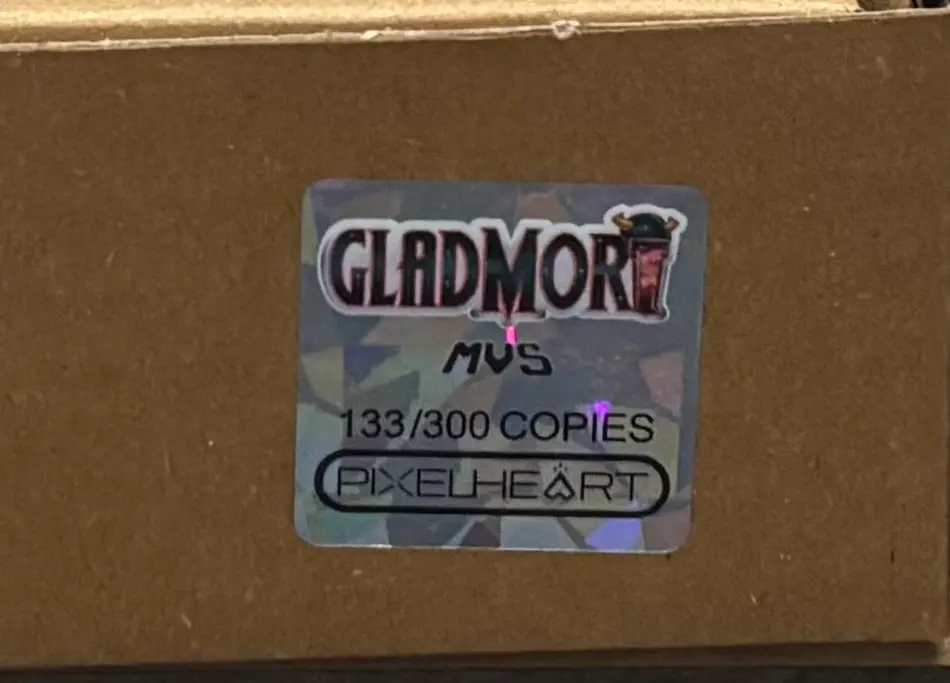 GLADMORT
MVS
133/300 COPIES
PIXELHEART